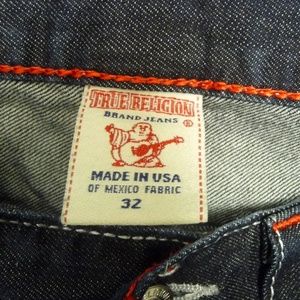 TRUE RELIGION
BRAND JEANS
®
MADE IN USA
OF MEXICO FABRIC
32